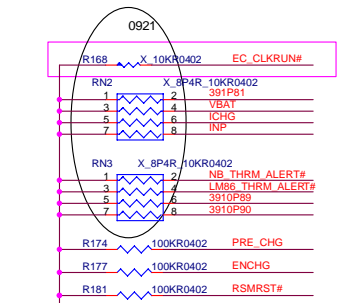 0921
R168 X_10KR0402 EC_CLKRUN#
RN2 X_8P4R_10KR0402
1 2 391P81
3 4 VBAT
5 6 ICHG
7 8 INP
RN3 X_8P4R_10KR0402
1 2 NB_THRM_ALERT#
3 4 LM86_THRM_ALERT#
5 6 3910P89
7 8 3910P90
R174 100KR0402 PRE_CHG
R177 100KR0402 ENCHG
R181 100KR0402 RSMRST#